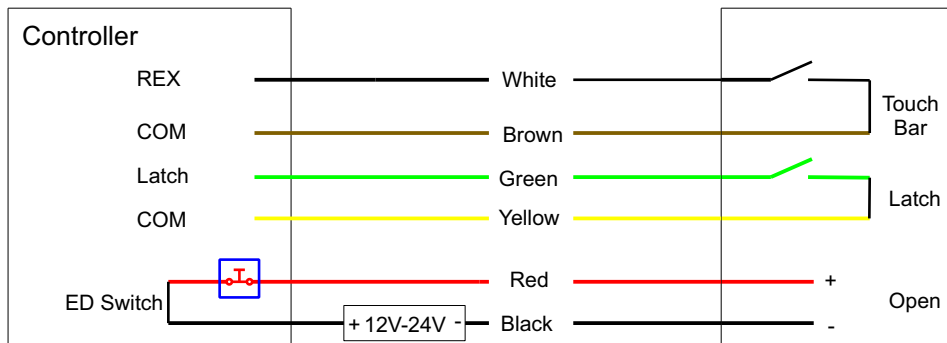 Controller
REX
White
Touch
Bar
COM
Brown
Latch
Green
Latch
COM
Yellow
Red
+
ED Switch
Open
+ 12V-24V -
Black
-